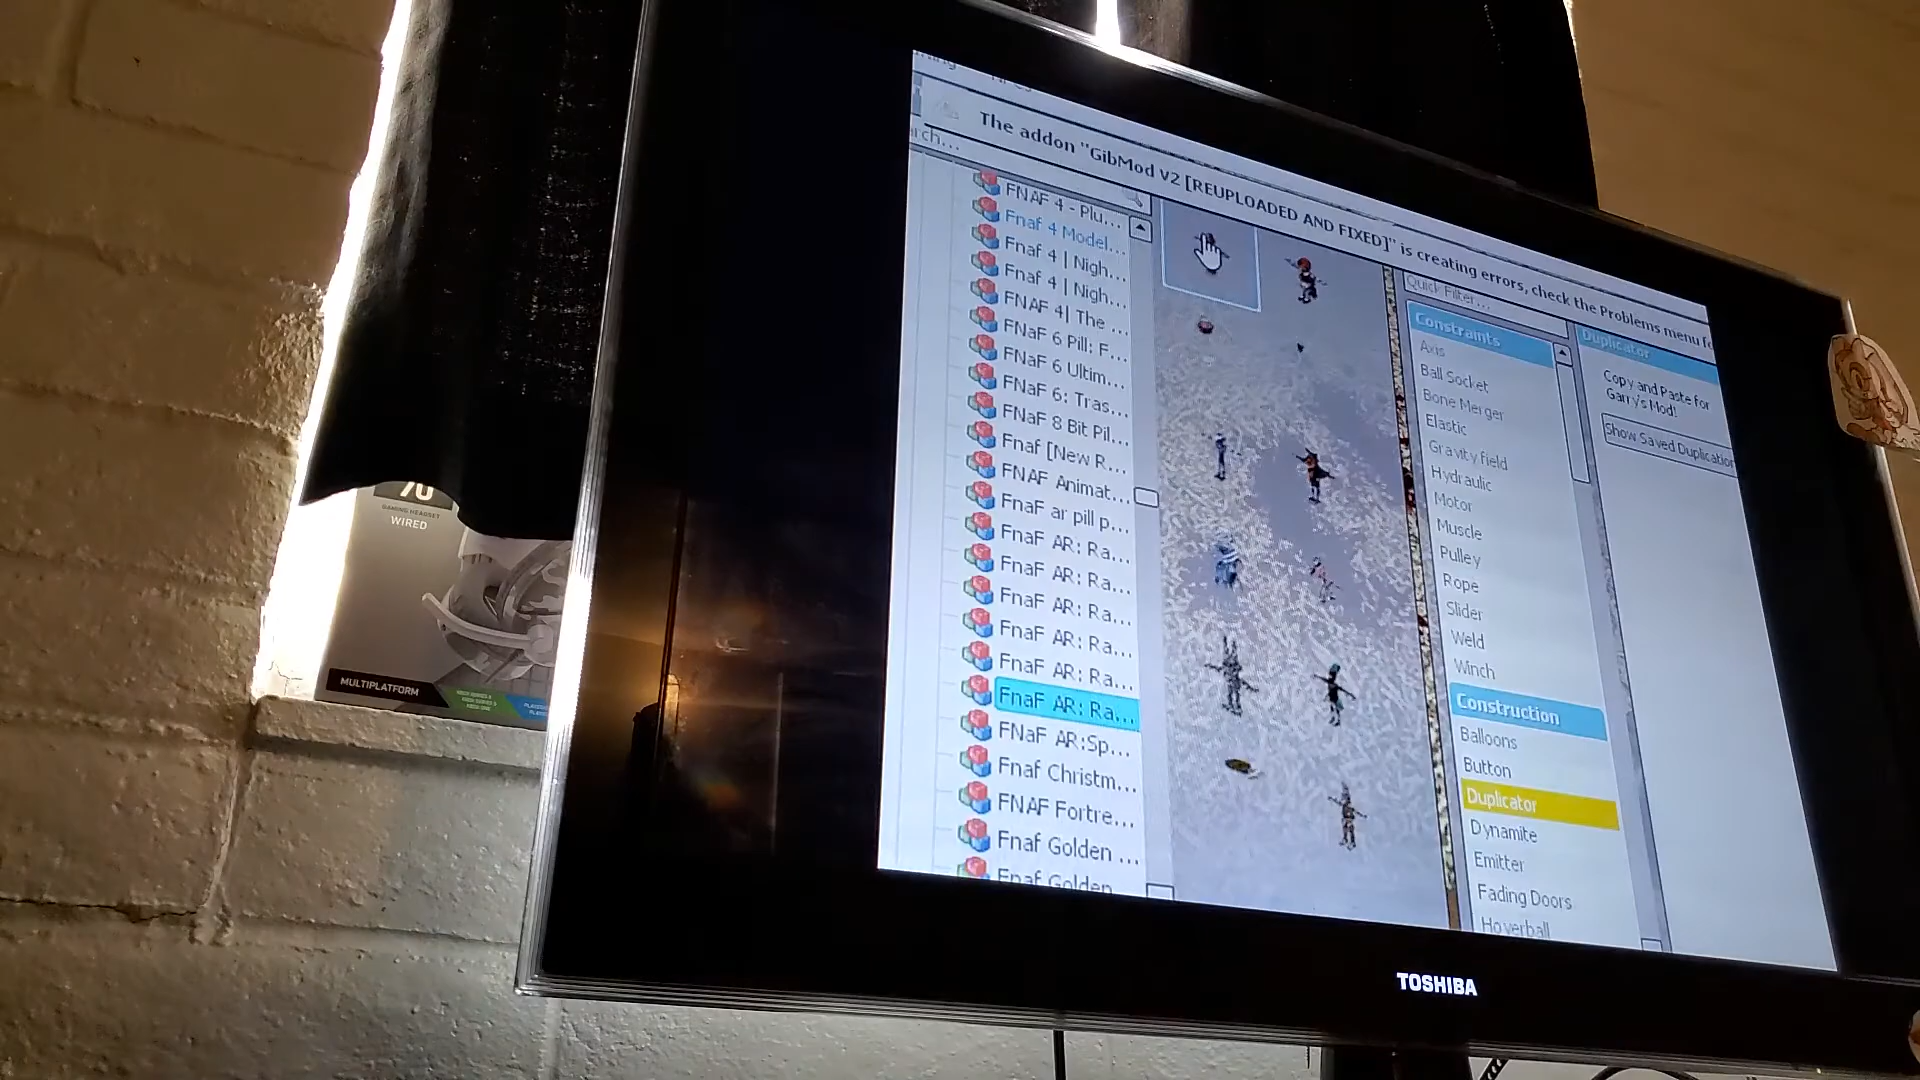 The addon "GibMod v2 [REUPLOADED AND FIXED]" is creating errors, check the Problems menu fo
rch...
FNAF 4 - Plu...
Fnaf 4 Model...
Fnaf 4 | Nigh...
Fnaf 4 | Nigh...
FNAF 4| The ...
FNaF 6 Pill: F...
FNaF 6 Ultim...
FNaF 6: Tras...
FNaF 8 Bit Pil...
Fnaf [New R...
FNAF Animat...
FnaF ar pill p...
FnaF AR: Ra...
FnaF AR: Ra...
FnaF AR: Ra...
FnaF AR: Ra...
FnaF AR: Ra...
FnaF AR: Ra...
FNaF AR:Sp...
Fnaf Christm...
FNAF Fortre...
Fnaf Golden ...
Fnaf Golden
Quick Filter...
Constraints
Axis
Ball Socket
Bone Merger
Elastic
Gravity field
Hydraulic
Motor
Muscle
Pulley
Rope
Slider
Weld
Winch
Construction
Balloons
Button
Duplicator
Dynamite
Emitter
Fading Doors
Hoverball
Duplicator
Copy and Paste for
Garry's Mod!
Show Saved Duplication
70
GAMING HEADSET
WIRED
MULTIPLATFORM
TOSHIBA